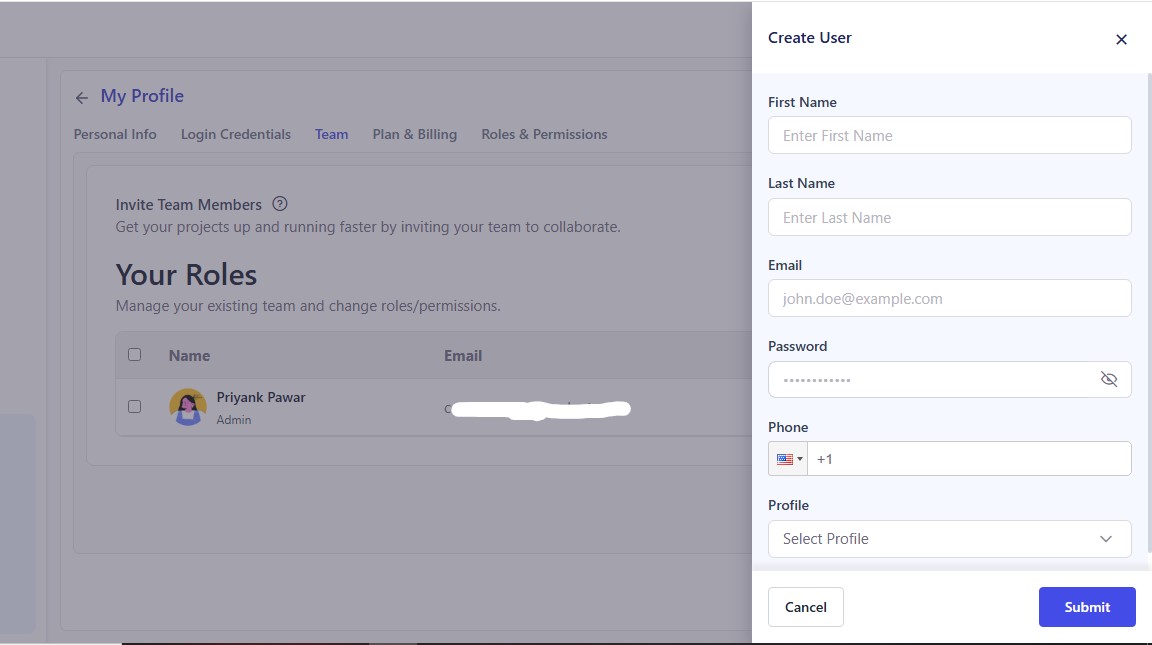 My Profile
Personal Info Login Credentials Team Plan & Billing Roles & Permissions
Invite Team Members ?
Get your projects up and running faster by inviting your team to collaborate.
Your Roles
Manage your existing team and change roles/permissions.
Name Email
Priyank Pawar
Admin
Create User
First Name
Enter First Name
Last Name
Enter Last Name
Email
john.doe@example.com
Password
Phone
+1
Profile
Select Profile
Cancel Submit